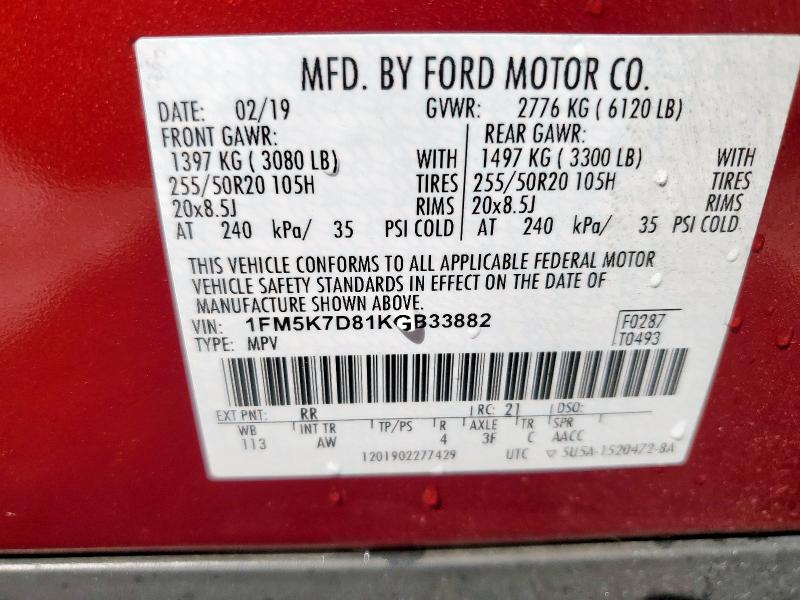 MFD. BY FORD MOTOR CO.
DATE: 02/19 GVWR: 2776 KG ( 6120 LB)
FRONT GAWR: REAR GAWR:
1397 KG ( 3080 LB) WITH 1497 KG ( 3300 LB) WITH
255/50R20 105H TIRES 255/50R20 105H TIRES
20x8.5J RIMS 20x8.5J RIMS
AT 240 kPa/ 35 PSI COLD AT 240 kPa/ 35 PSI COLD
THIS VEHICLE CONFORMS TO ALL APPLICABLE FEDERAL MOTOR
VEHICLE SAFETY STANDARDS IN EFFECT ON THE DATE OF
MANUFACTURE SHOWN ABOVE.
VIN: 1FM5K7D81KGB33882 F0287
TYPE: MPV T0493
EXT PNT: RR RC: 21 DSO:
WB INT TR TP/PS R AXLE TR SPR
113 AW 4 3F C AACC
1201902277429 UTC ▽ 5U5A-1520472-BA